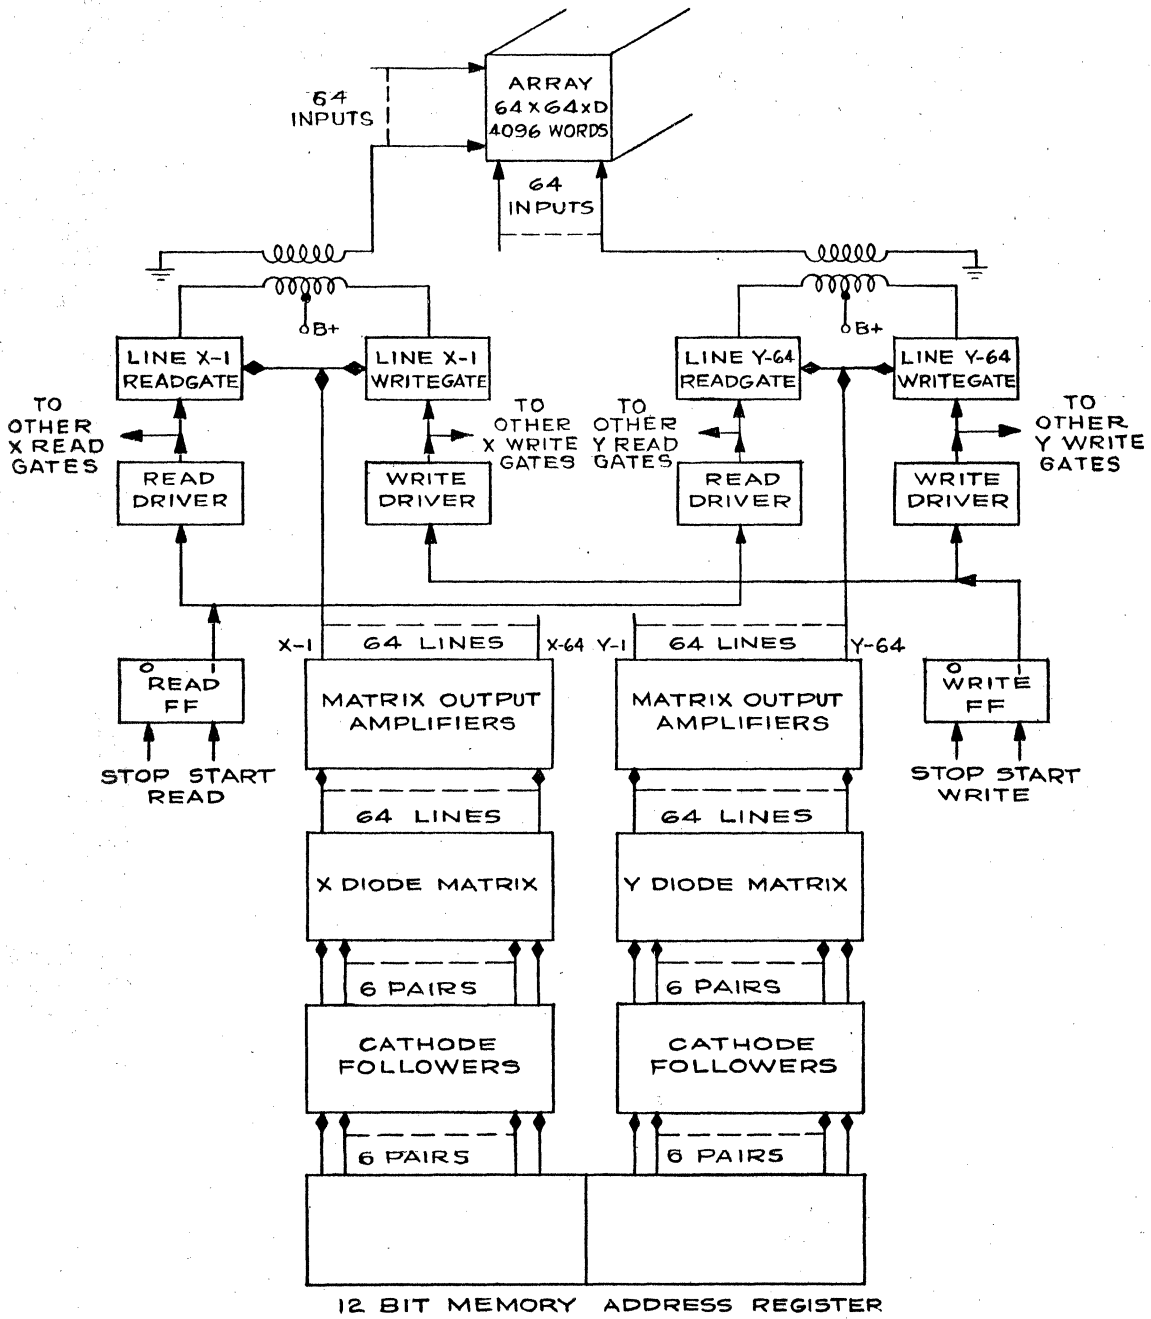 ARRAY
64X64XD
4096 WORDS
64
INPUTS
64
INPUTS
B+
B+
LINE X-1
READGATE
LINE X-1
WRITEGATE
LINE Y-64
READGATE
LINE Y-64
WRITEGATE
TO
OTHER
X READ
GATES
TO
OTHER
X WRITE
GATES
TO
OTHER
Y READ
GATES
TO
OTHER
Y WRITE
GATES
READ
DRIVER
WRITE
DRIVER
READ
DRIVER
WRITE
DRIVER
X-1
64 LINES
X-64
Y-1
64 LINES
Y-64
0 1
READ
FF
STOP START
READ
0 1
WRITE
FF
STOP START
WRITE
MATRIX OUTPUT
AMPLIFIERS
MATRIX OUTPUT
AMPLIFIERS
64 LINES
64 LINES
X DIODE MATRIX
Y DIODE MATRIX
6 PAIRS
6 PAIRS
CATHODE
FOLLOWERS
CATHODE
FOLLOWERS
6 PAIRS
6 PAIRS
12 BIT MEMORY ADDRESS REGISTER